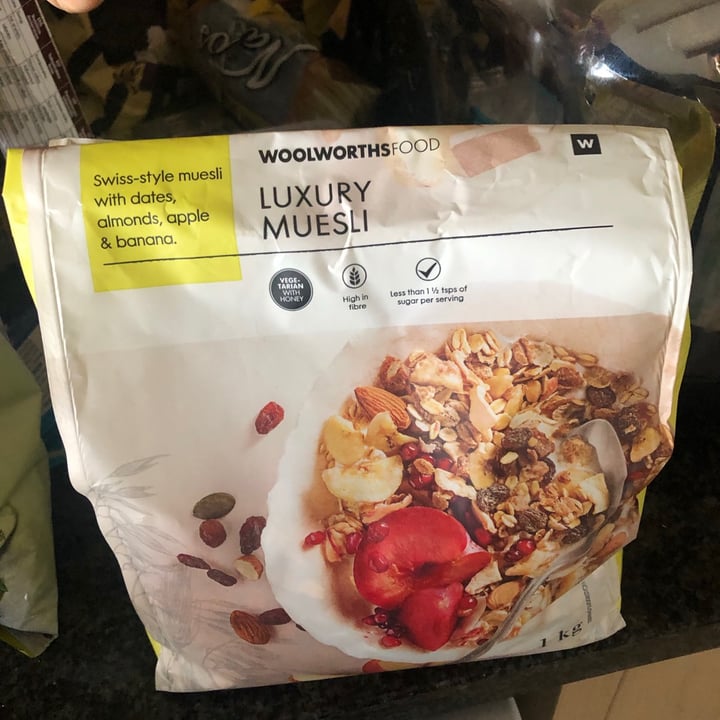 WOOLWORTHSFOOD
W
Swiss-style muesli
with dates,
almonds, apple
& banana.
LUXURY
MUESLI
VEGE-
TARIAN
WITH
HONEY
High in
fibre
Less than 1 ½ tsps of
sugar per serving
1 kg